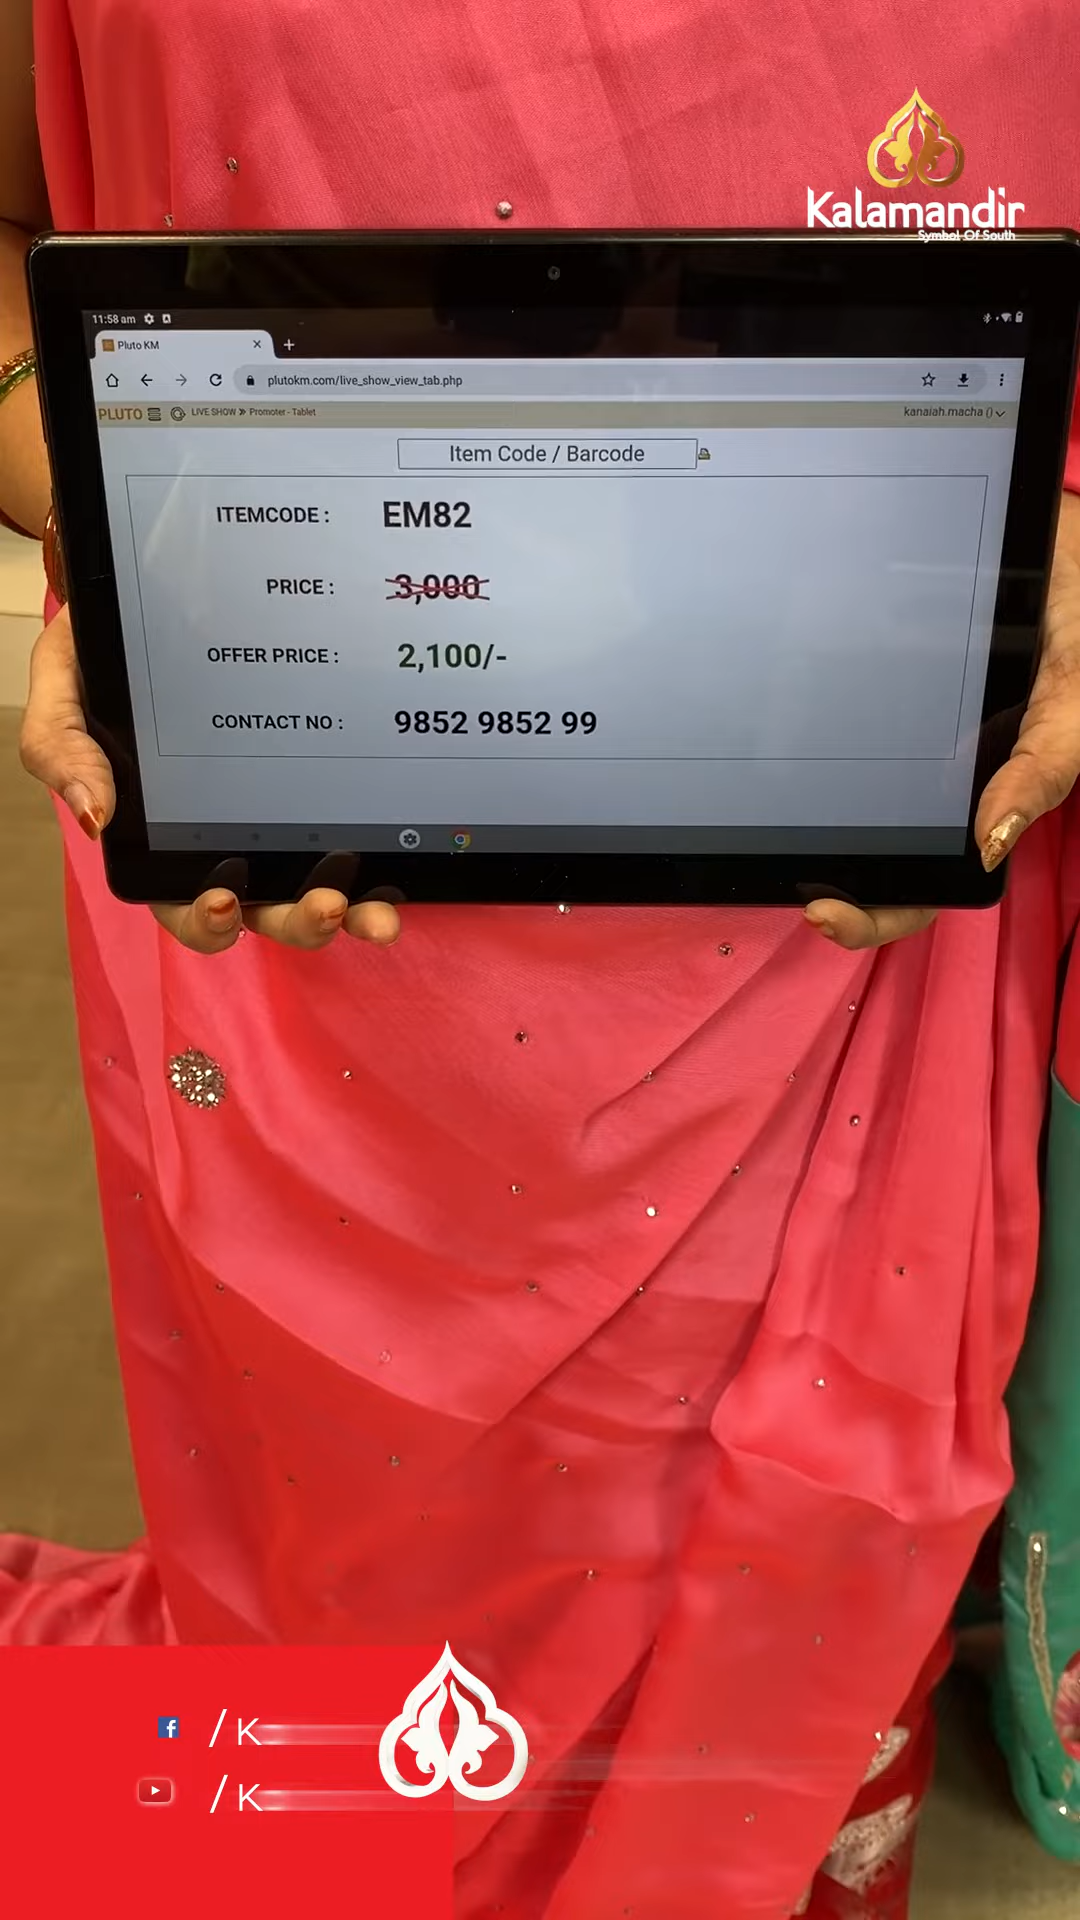 Kalamandir
Symbol Of South
11:58 am
Pluto KM
plutokm.com/live_show_view_tab.php
PLUTO LIVE SHOW » Promoter - Tablet kanaiah.macha ()
Item Code / Barcode
ITEMCODE : EM82
PRICE : 3,000
OFFER PRICE : 2,100/-
CONTACT NO : 9852 9852 99
/K
/K